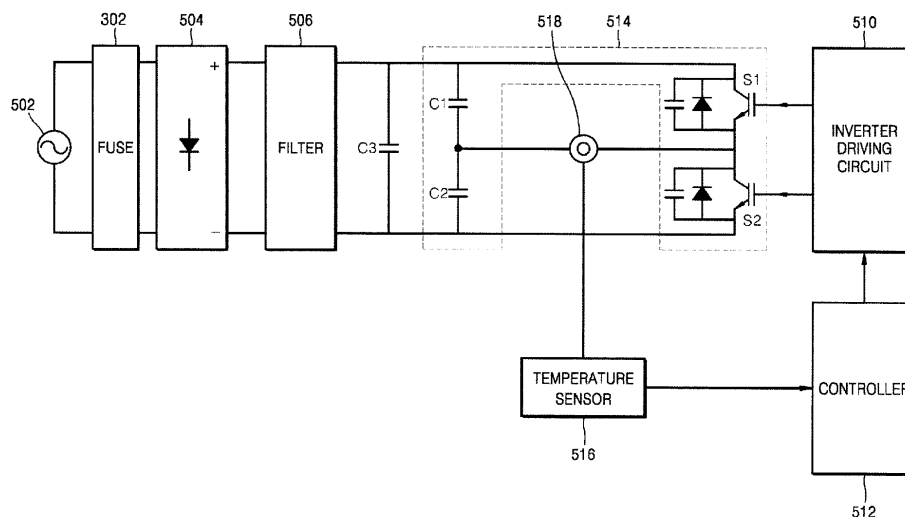 302
504
506
518
514
510
502
FUSE
+
−
FILTER
C3
C1
C2
S1
S2
INVERTER
DRIVING
CIRCUIT
TEMPERATURE
SENSOR
516
CONTROLLER
512